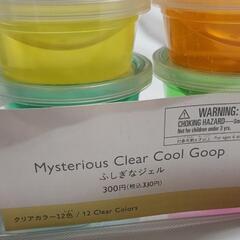 WARNING:
CHOKING HAZARD—
Not for children under 3 yrs.
Mysterious Clear Cool Goop
ふしぎなジェル
300円(税込330円)
クリアカラー12色 / 12 Clear Colors